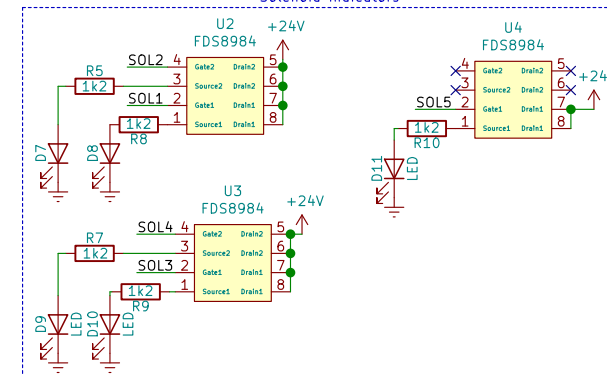 Solenoid Indicators
U2
FDS8984
+24V
SOL2 4 Gate2 Drain2 5
R5
1k2
3 Source2 Drain2 6
SOL1 2 Gate1 Drain1 7
1k2
R8
1 Source1 Drain1 8
D7
D8
U4
FDS8984
+24
4 Gate2 Drain2 5
3 Source2 Drain2 6
SOL5 2 Gate1 Drain1 7
1k2
R10
1 Source1 Drain1 8
D11
LED
U3
FDS8984
+24V
SOL4 4 Gate2 Drain2 5
R7
1k2
3 Source2 Drain2 6
SOL3 2 Gate1 Drain1 7
1k2
R9
1 Source1 Drain1 8
D9
LED
D10
LED